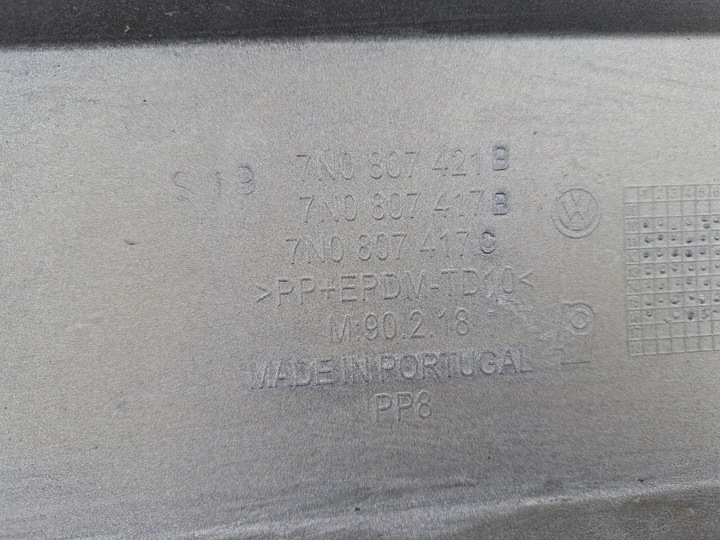 7N0 807 421 B
S13 7N0 807 417 B
7N0 807 417 C
>PP+EPDM-TD10<
M.90.2.18
MADE IN PORTUGAL
PP8